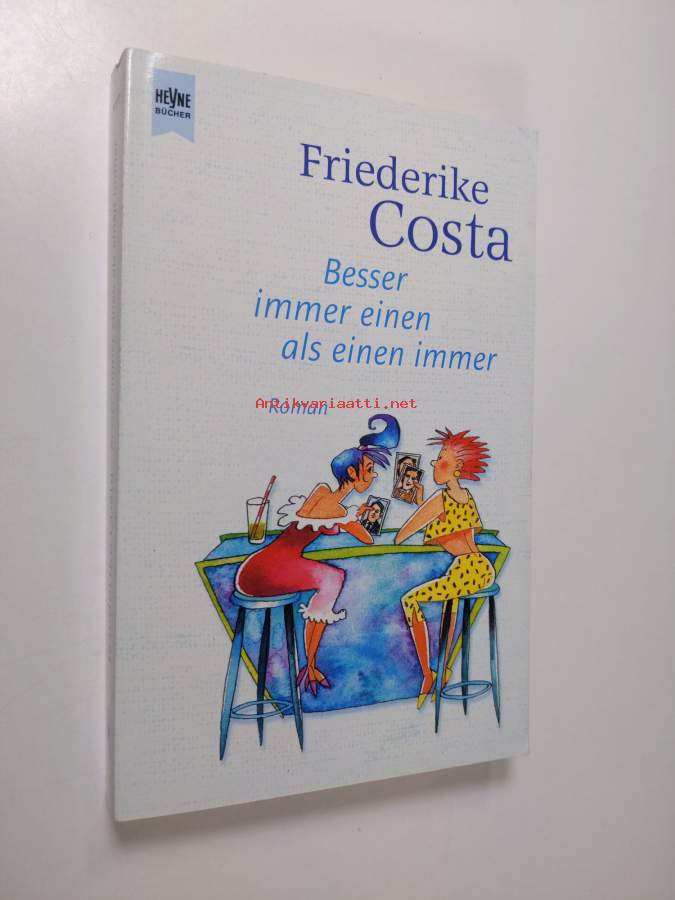 HEYNE
BÜCHER
Friederike
Costa
Besser
immer einen
als einen immer
Roman
Antikvariaatti.net